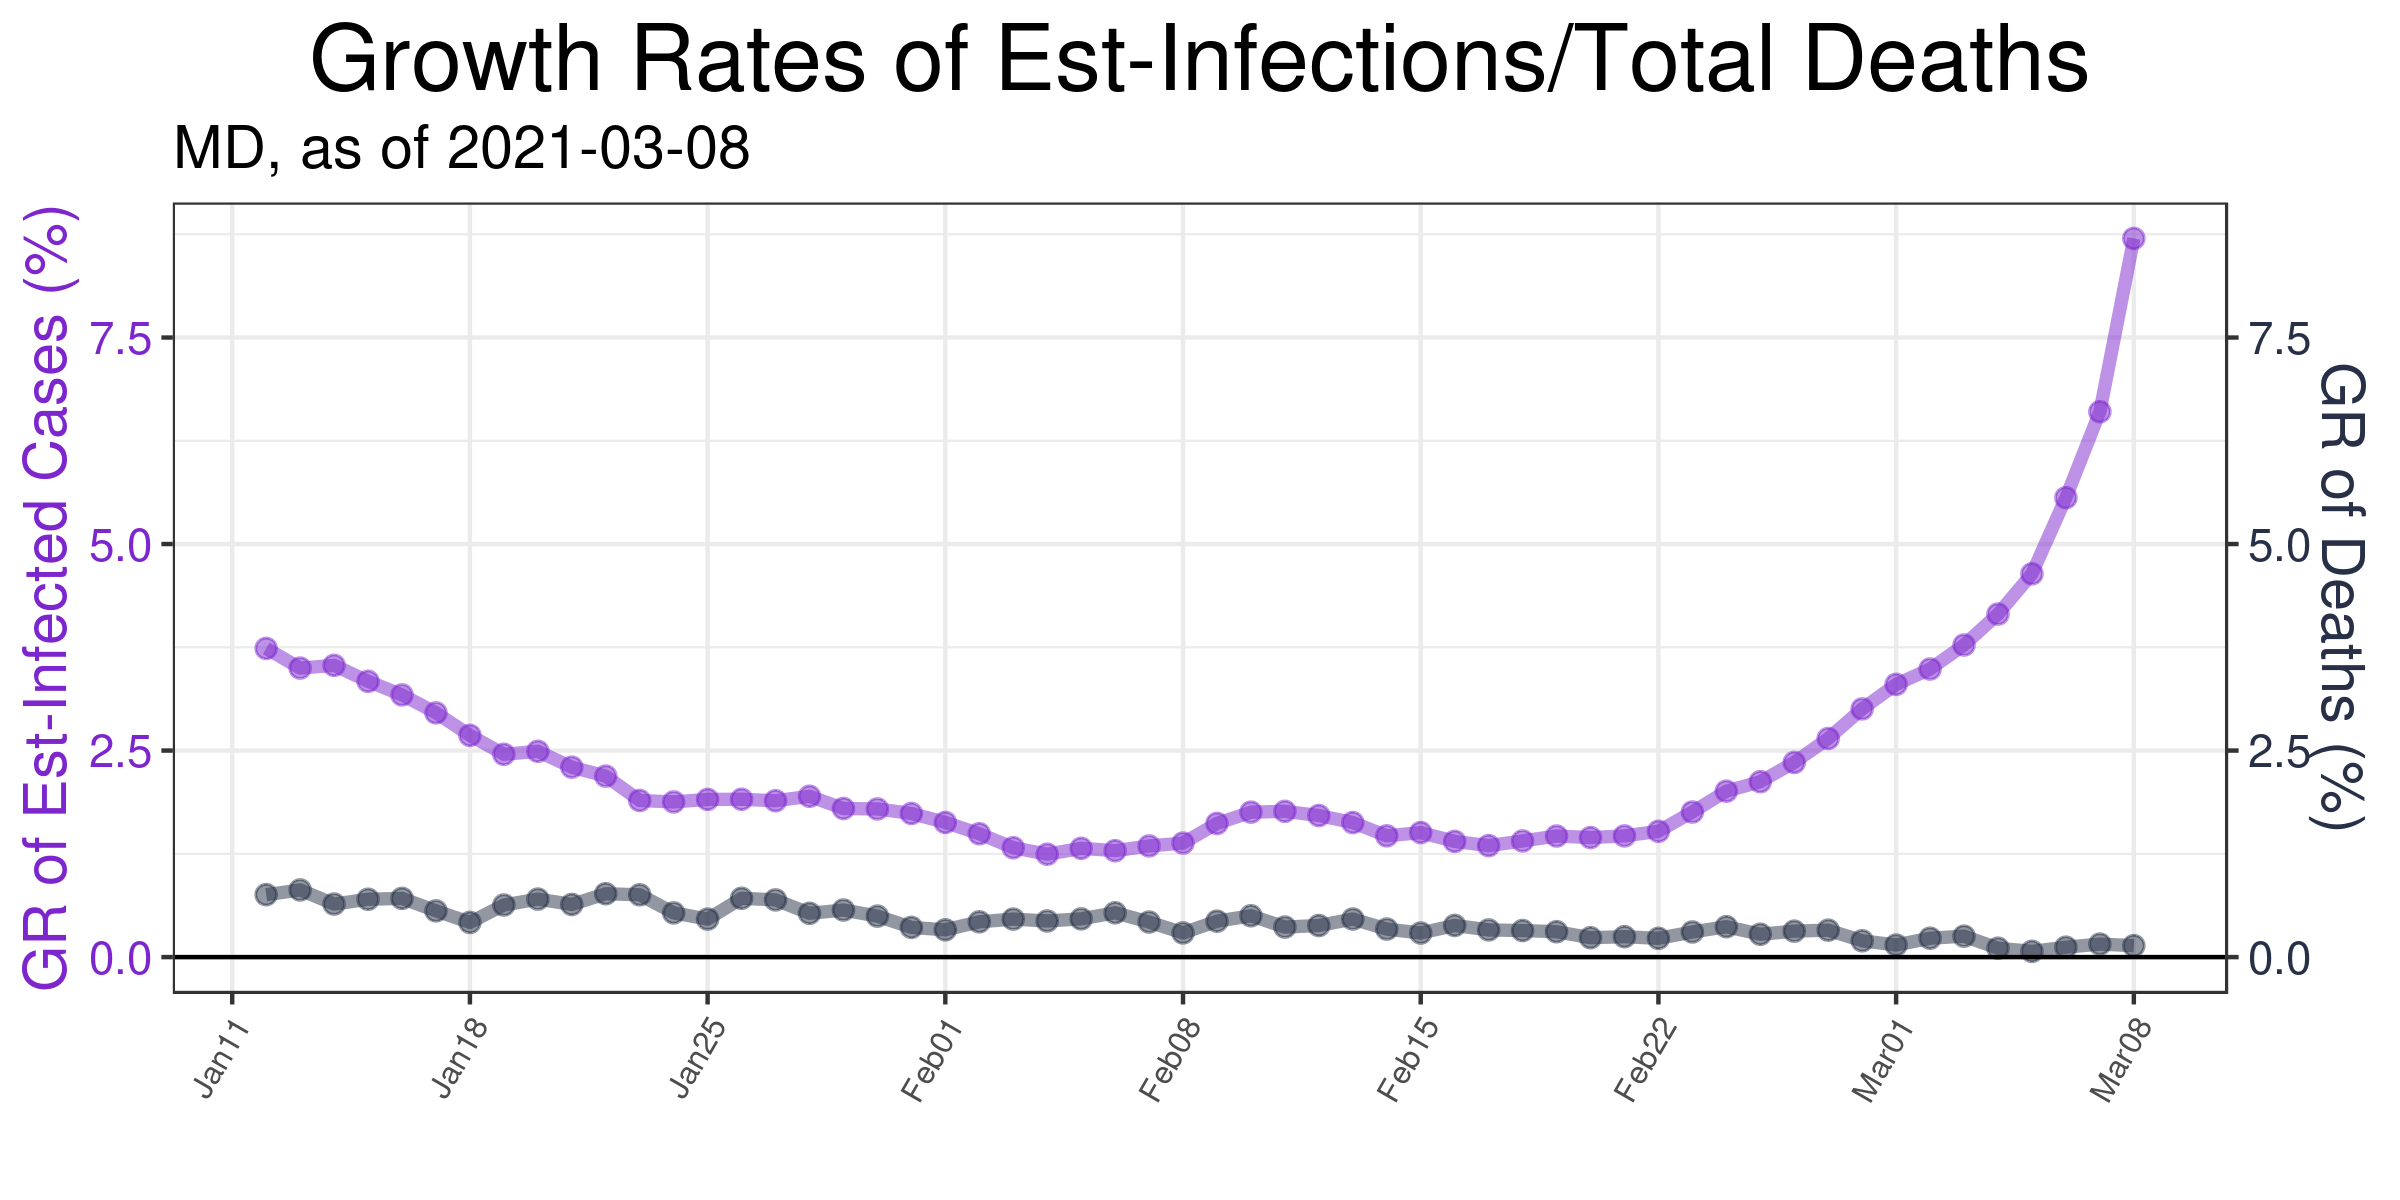 Growth Rates of Est-Infections/Total Deaths
MD, as of 2021-03-08
GR of Est-Infected Cases (%)
7.5
5.0
2.5
0.0
7.5
5.0
2.5
0.0
GR of Deaths (%)
Jan11
Jan18
Jan25
Feb01
Feb08
Feb15
Feb22
Mar01
Mar08